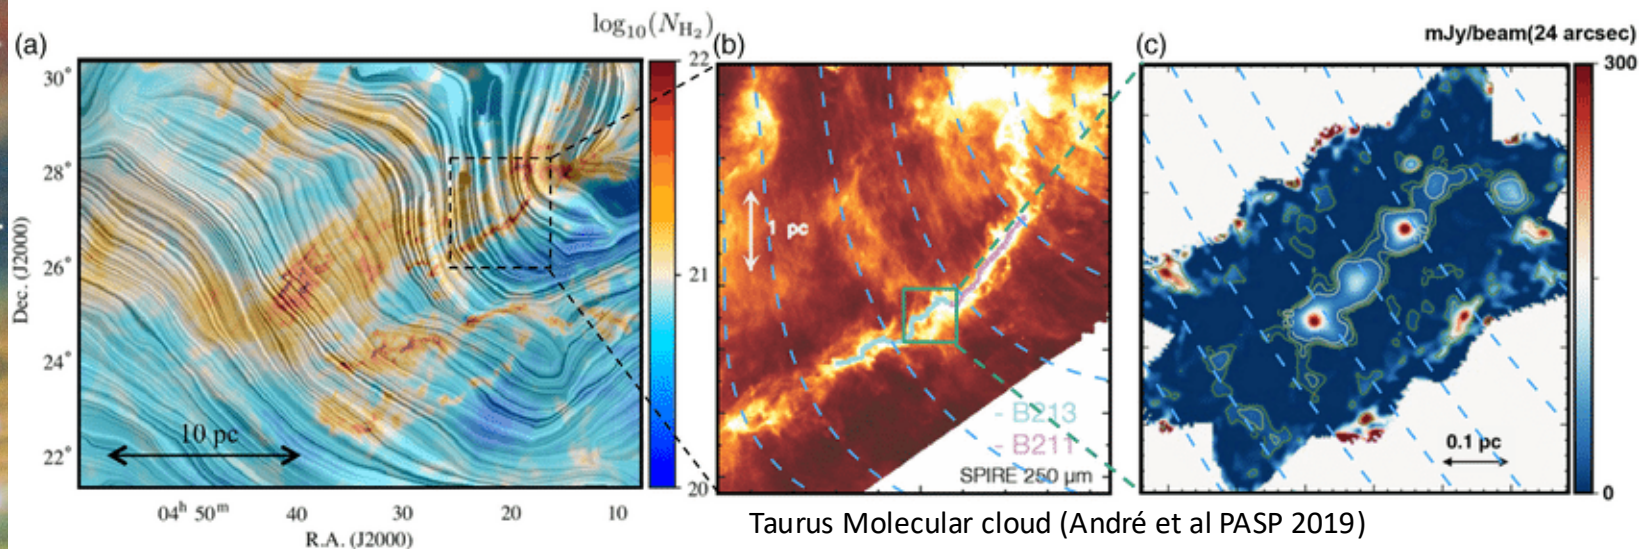 (a)
log₁₀(N_H₂)
30°
28°
26°
24°
22°
Dec. (J2000)
10 pc
04ʰ 50ᵐ
40
30
20
10
R.A. (J2000)
22
21
20
(b)
1 pc
- B213
- B211
SPIRE 250 µm
(c)
mJy/beam(24 arcsec)
300
0
0.1 pc
Taurus Molecular cloud (André et al PASP 2019)